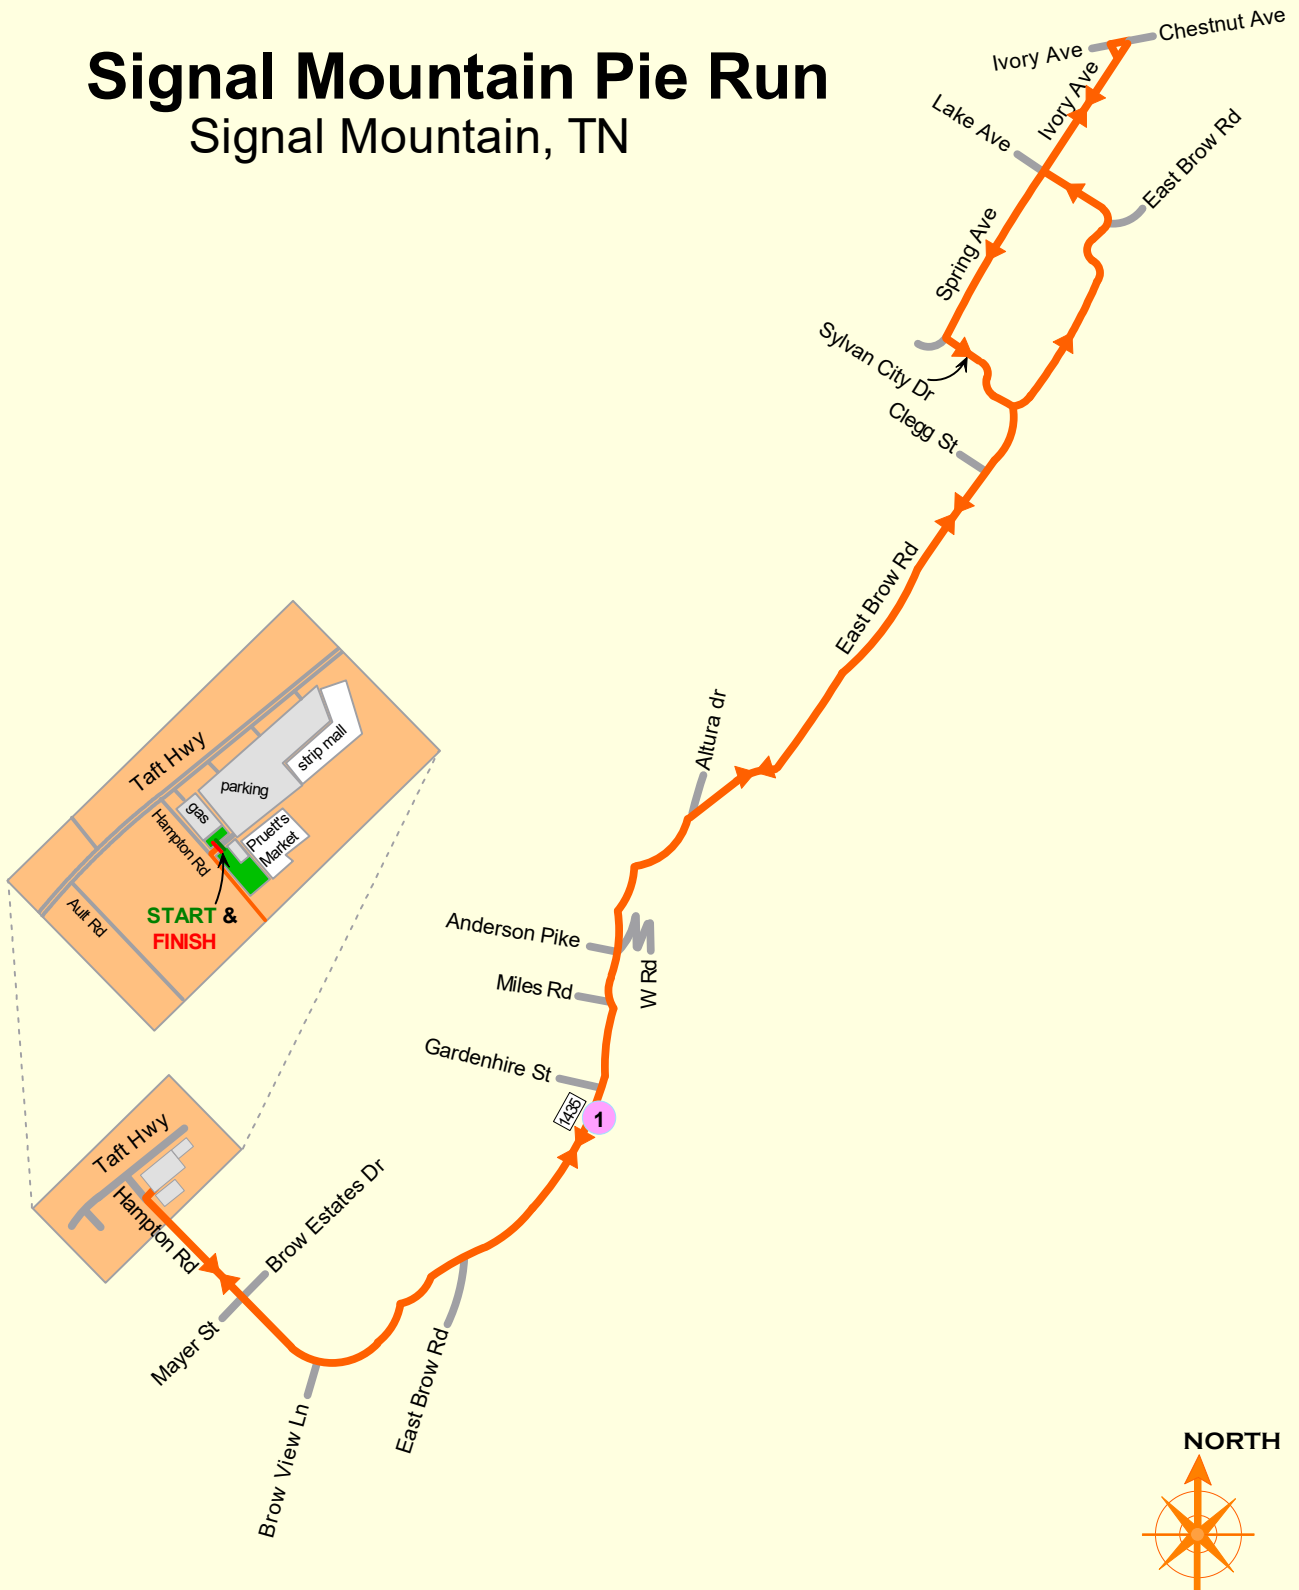 Signal Mountain Pie Run
Signal Mountain, TN
Chestnut Ave
Ivory Ave
Ivory Ave
Lake Ave
East Brow Rd
Spring Ave
Sylvan City Dr
Clegg St
East Brow Rd
Altura dr
Taft Hwy
strip mall
parking
gas
Hampton Rd
Pruett's
Market
Ault Rd
START &
FINISH
Anderson Pike
W Rd
Miles Rd
Gardenhire St
1435
1
Taft Hwy
Hampton Rd
Brow Estates Dr
Mayer St
East Brow Rd
Brow View Ln
NORTH